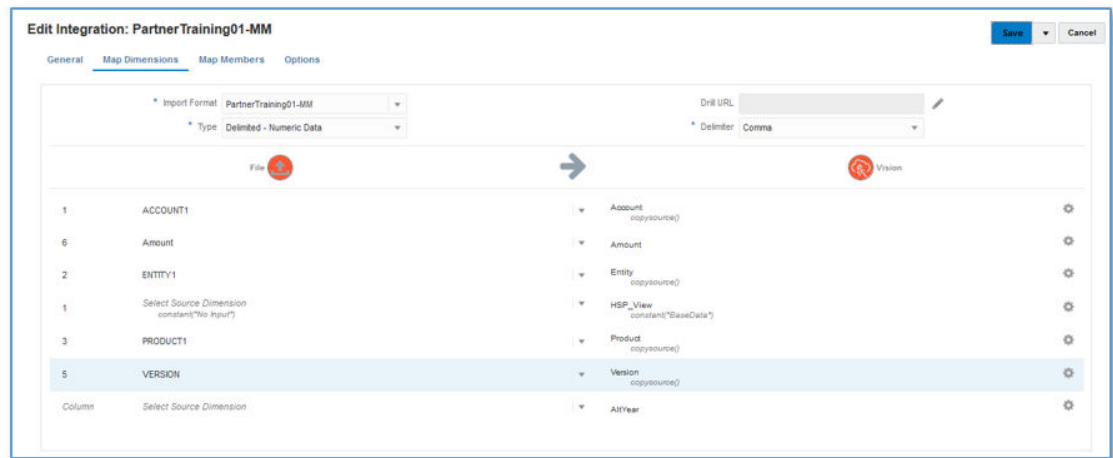 Edit Integration: PartnerTraining01-MM
Save Cancel
General Map Dimensions Map Members Options
* Import Format PartnerTraining01-MM Drill URL
* Type Delimited - Numeric Data * Delimiter Comma
File Vision
1 ACCOUNT1 Account
copysource()
6 Amount Amount
2 ENTITY1 Entity
copysource()
1 Select Source Dimension HSP_View
constant("No Input") constant("BaseData")
3 PRODUCT1 Product
copysource()
5 VERSION Version
copysource()
Column Select Source Dimension AltYear